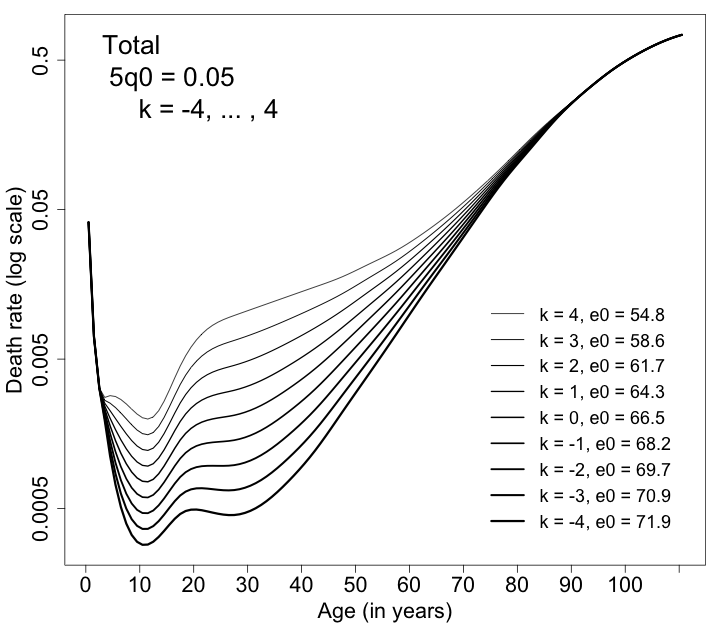 Total
5q0 = 0.05
k = -4, ... , 4
Death rate (log scale)
0.5
0.05
0.005
0.0005
k = 4, e0 = 54.8
k = 3, e0 = 58.6
k = 2, e0 = 61.7
k = 1, e0 = 64.3
k = 0, e0 = 66.5
k = -1, e0 = 68.2
k = -2, e0 = 69.7
k = -3, e0 = 70.9
k = -4, e0 = 71.9
0 10 20 30 40 50 60 70 80 90 100
Age (in years)